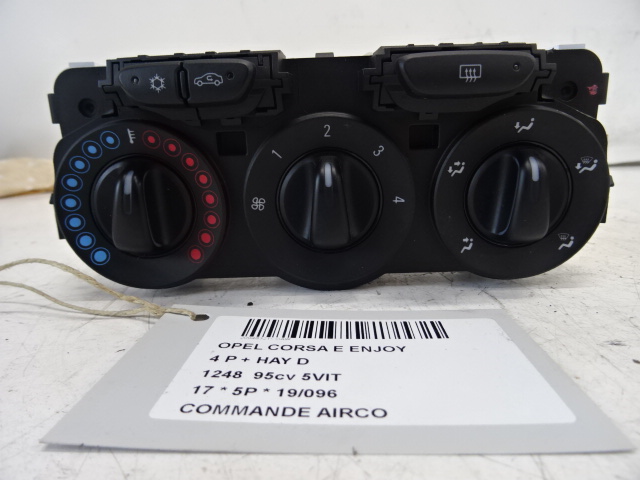 1
2
3
4
OPEL CORSA E ENJOY
4 P + HAY D
1248 95cv 5VIT
17 * 5P * 19/096
COMMANDE AIRCO